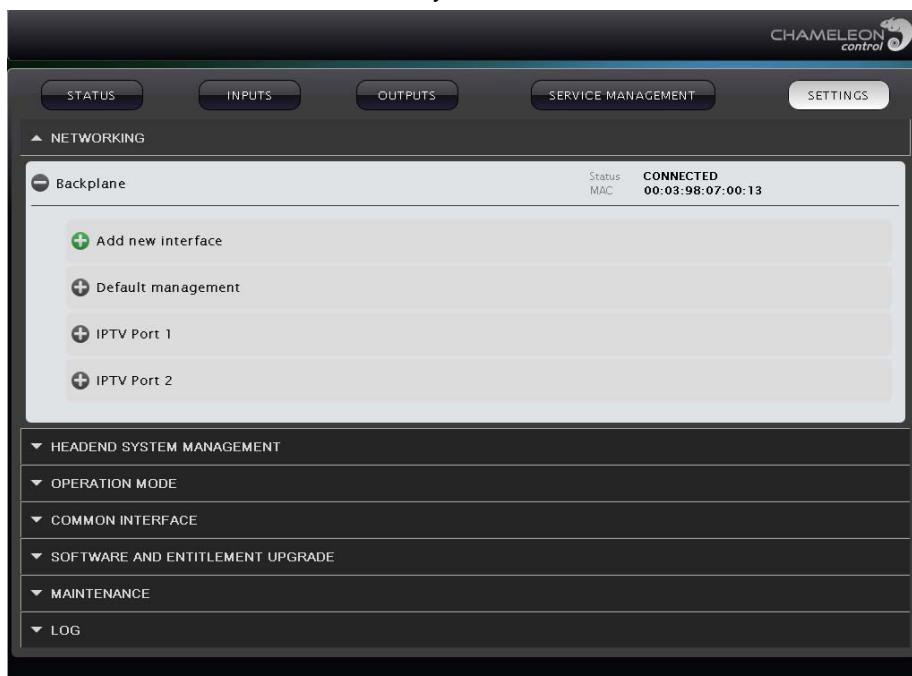 CHAMELEON
control
STATUS INPUTS OUTPUTS SERVICE MANAGEMENT SETTINGS
NETWORKING
Backplane Status CONNECTED
MAC 00:03:98:07:00:13
Add new interface
Default management
IPTV Port 1
IPTV Port 2
HEADEND SYSTEM MANAGEMENT
OPERATION MODE
COMMON INTERFACE
SOFTWARE AND ENTITLEMENT UPGRADE
MAINTENANCE
LOG